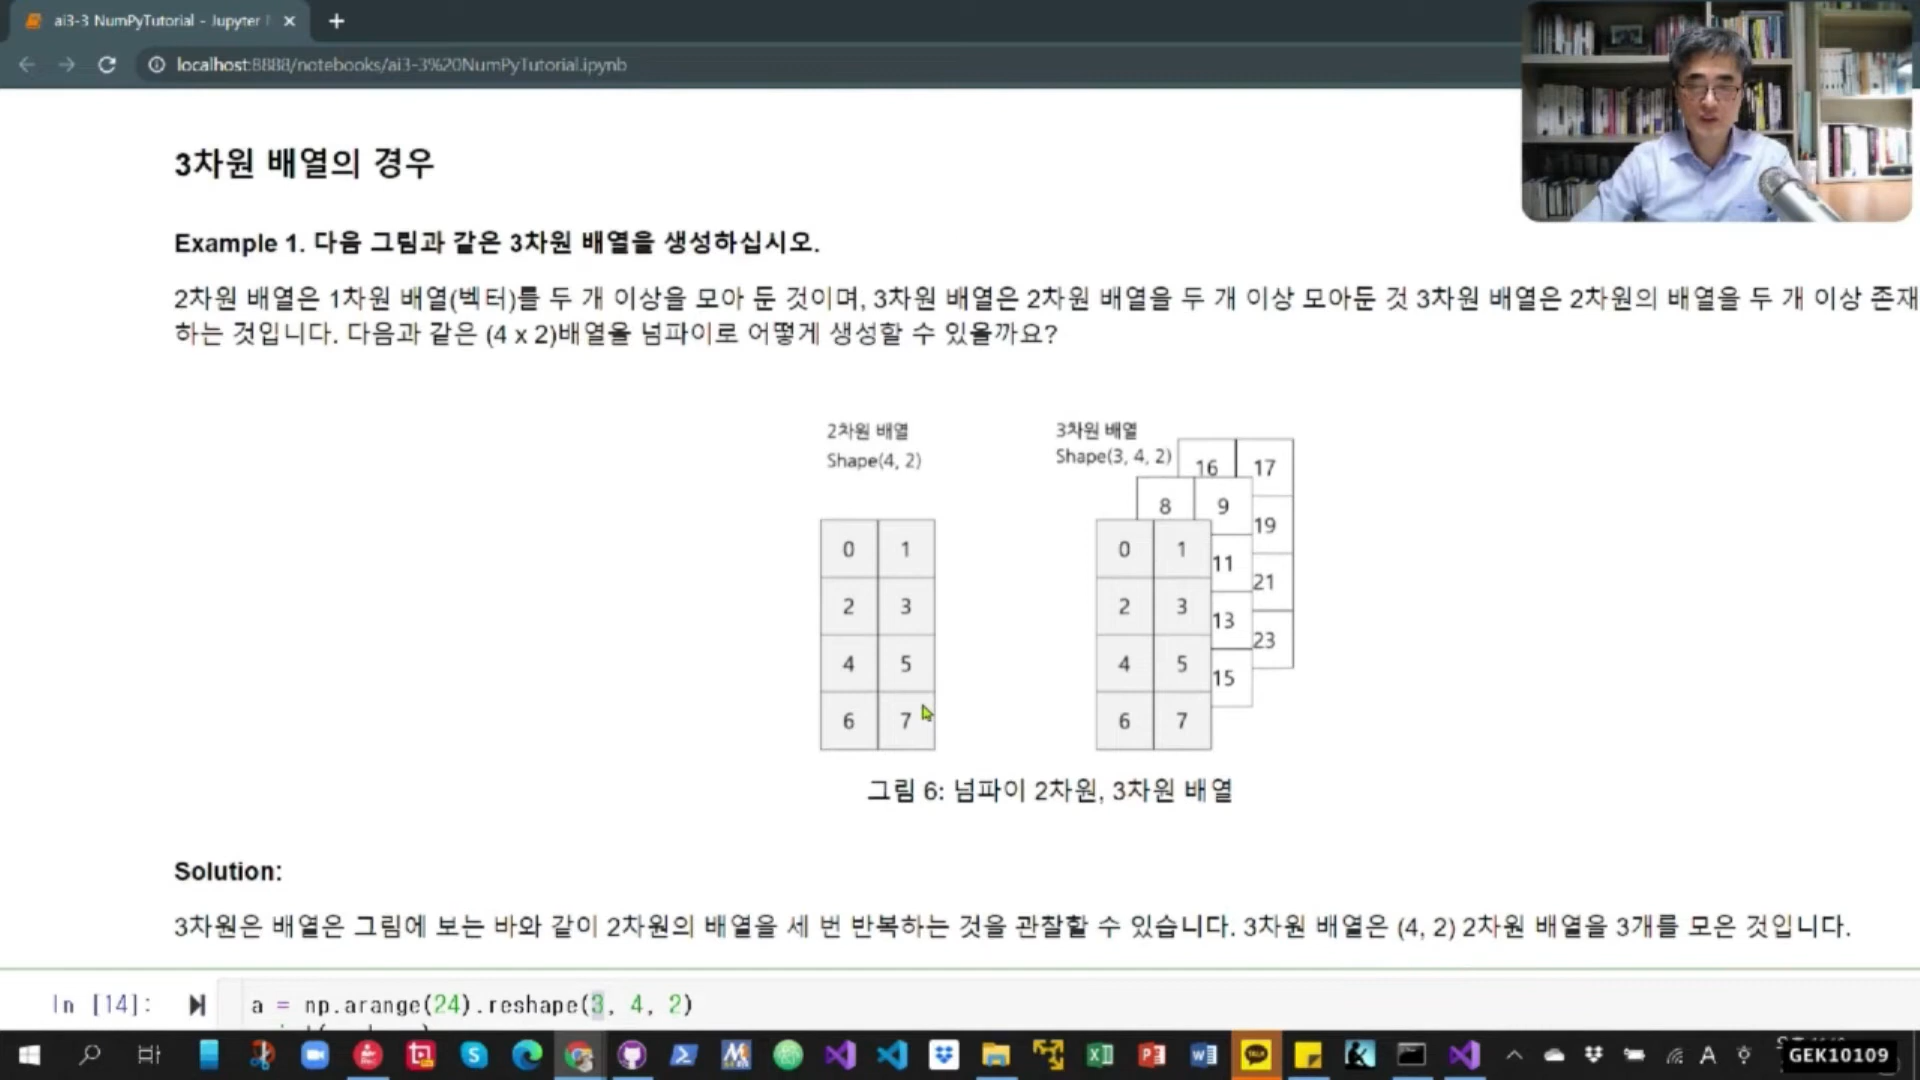 ai3-3 NumPyTutorial - Jupyter
localhost:8888/notebooks/ai3-3%20NumPyTutorial.ipynb
3차원 배열의 경우
Example 1. 다음 그림과 같은 3차원 배열을 생성하십시오.
2차원 배열은 1차원 배열(벡터)를 두 개 이상을 모아 둔 것이며, 3차원 배열은 2차원 배열을 두 개 이상 모아둔 것 3차원 배열은 2차원의 배열을 두 개 이상 존재
하는 것입니다. 다음과 같은 (4 x 2)배열을 넘파이로 어떻게 생성할 수 있을까요?
2차원 배열
Shape(4, 2)
0 1
2 3
4 5
6 7
3차원 배열
Shape(3, 4, 2)
16 17
8 9
19
0 1
11
21
2 3
13
23
4 5
15
6 7
그림 6: 넘파이 2차원, 3차원 배열
Solution:
3차원은 배열은 그림에 보는 바와 같이 2차원의 배열을 세 번 반복하는 것을 관찰할 수 있습니다. 3차원 배열은 (4, 2) 2차원 배열을 3개를 모은 것입니다.
In [14]:
a = np.arange(24).reshape(3, 4, 2)
A
GEK10109